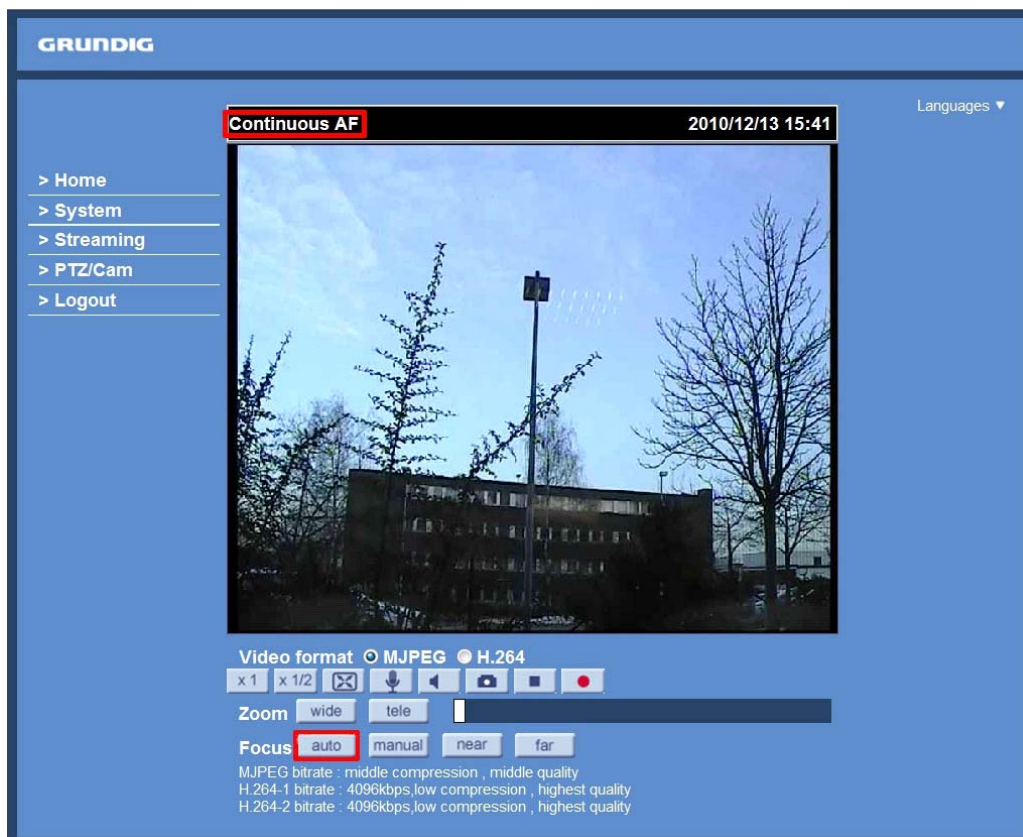 GRUNDIG
Languages ▼
Continuous AF 2010/12/13 15:41
> Home
> System
> Streaming
> PTZ/Cam
> Logout
Video format MJPEG H.264
x 1 x 1/2
Zoom wide tele
Focus auto manual near far
MJPEG bitrate : middle compression , middle quality
H.264-1 bitrate : 4096kbps,low compression , highest quality
H.264-2 bitrate : 4096kbps,low compression , highest quality